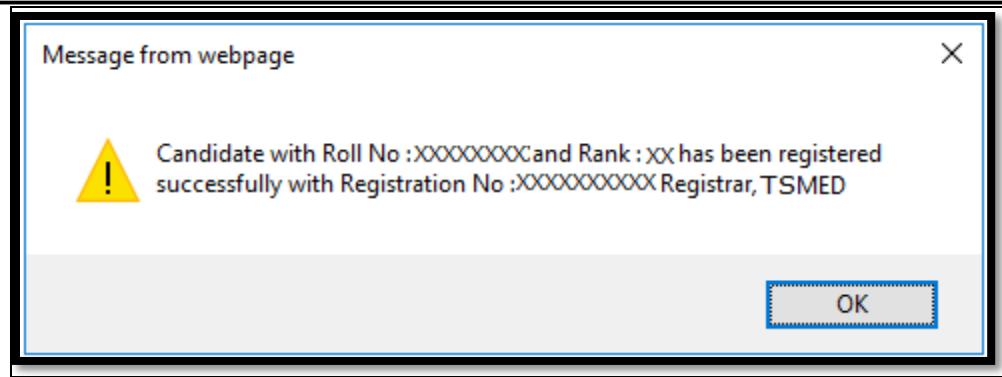 Message from webpage
Candidate with Roll No :XXXXXXXX and Rank : XX has been registered
successfully with Registration No :XXXXXXXXXX Registrar, TSMED
OK